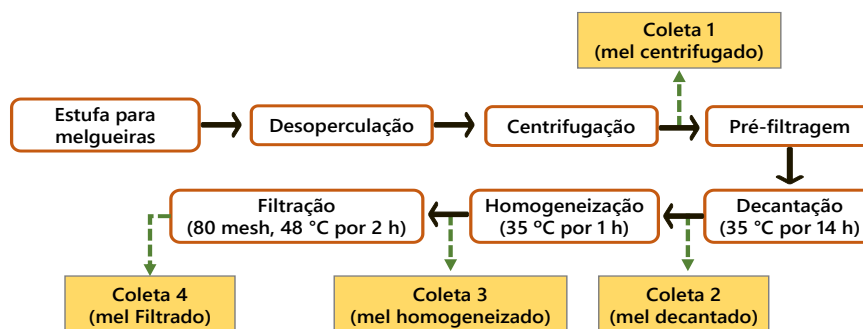 Coleta 1
(mel centrifugado)
Estufa para
melgueiras
Desoperculação
Centrifugação
Pré-filtragem
Filtração
(80 mesh, 48 °C por 2 h)
Homogeneização
(35 ºC por 1 h)
Decantação
(35 °C por 14 h)
Coleta 4
(mel Filtrado)
Coleta 3
(mel homogeneizado)
Coleta 2
(mel decantado)